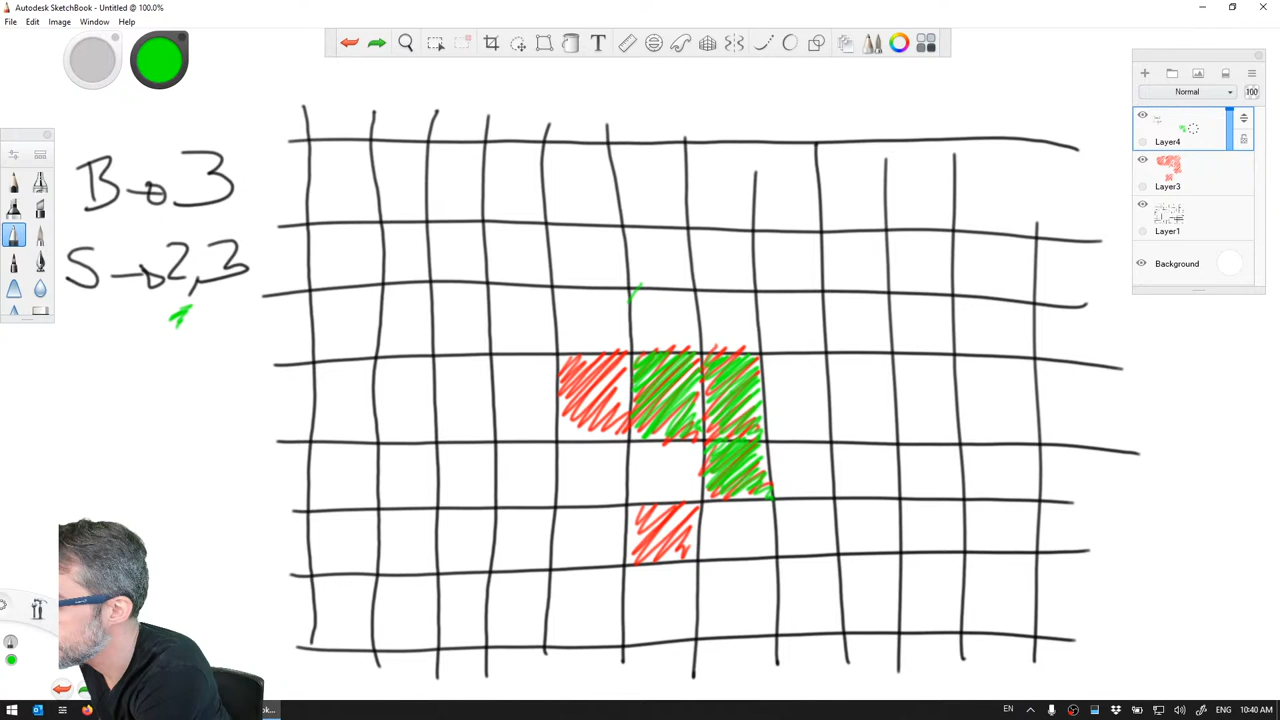 Autodesk SketchBook - Untitled @ 100.0%
File Edit Image Window Help
T
Normal 100
Layer4
Layer3
Layer1
Background
B→3
S→2,3
EN 10:40 AM